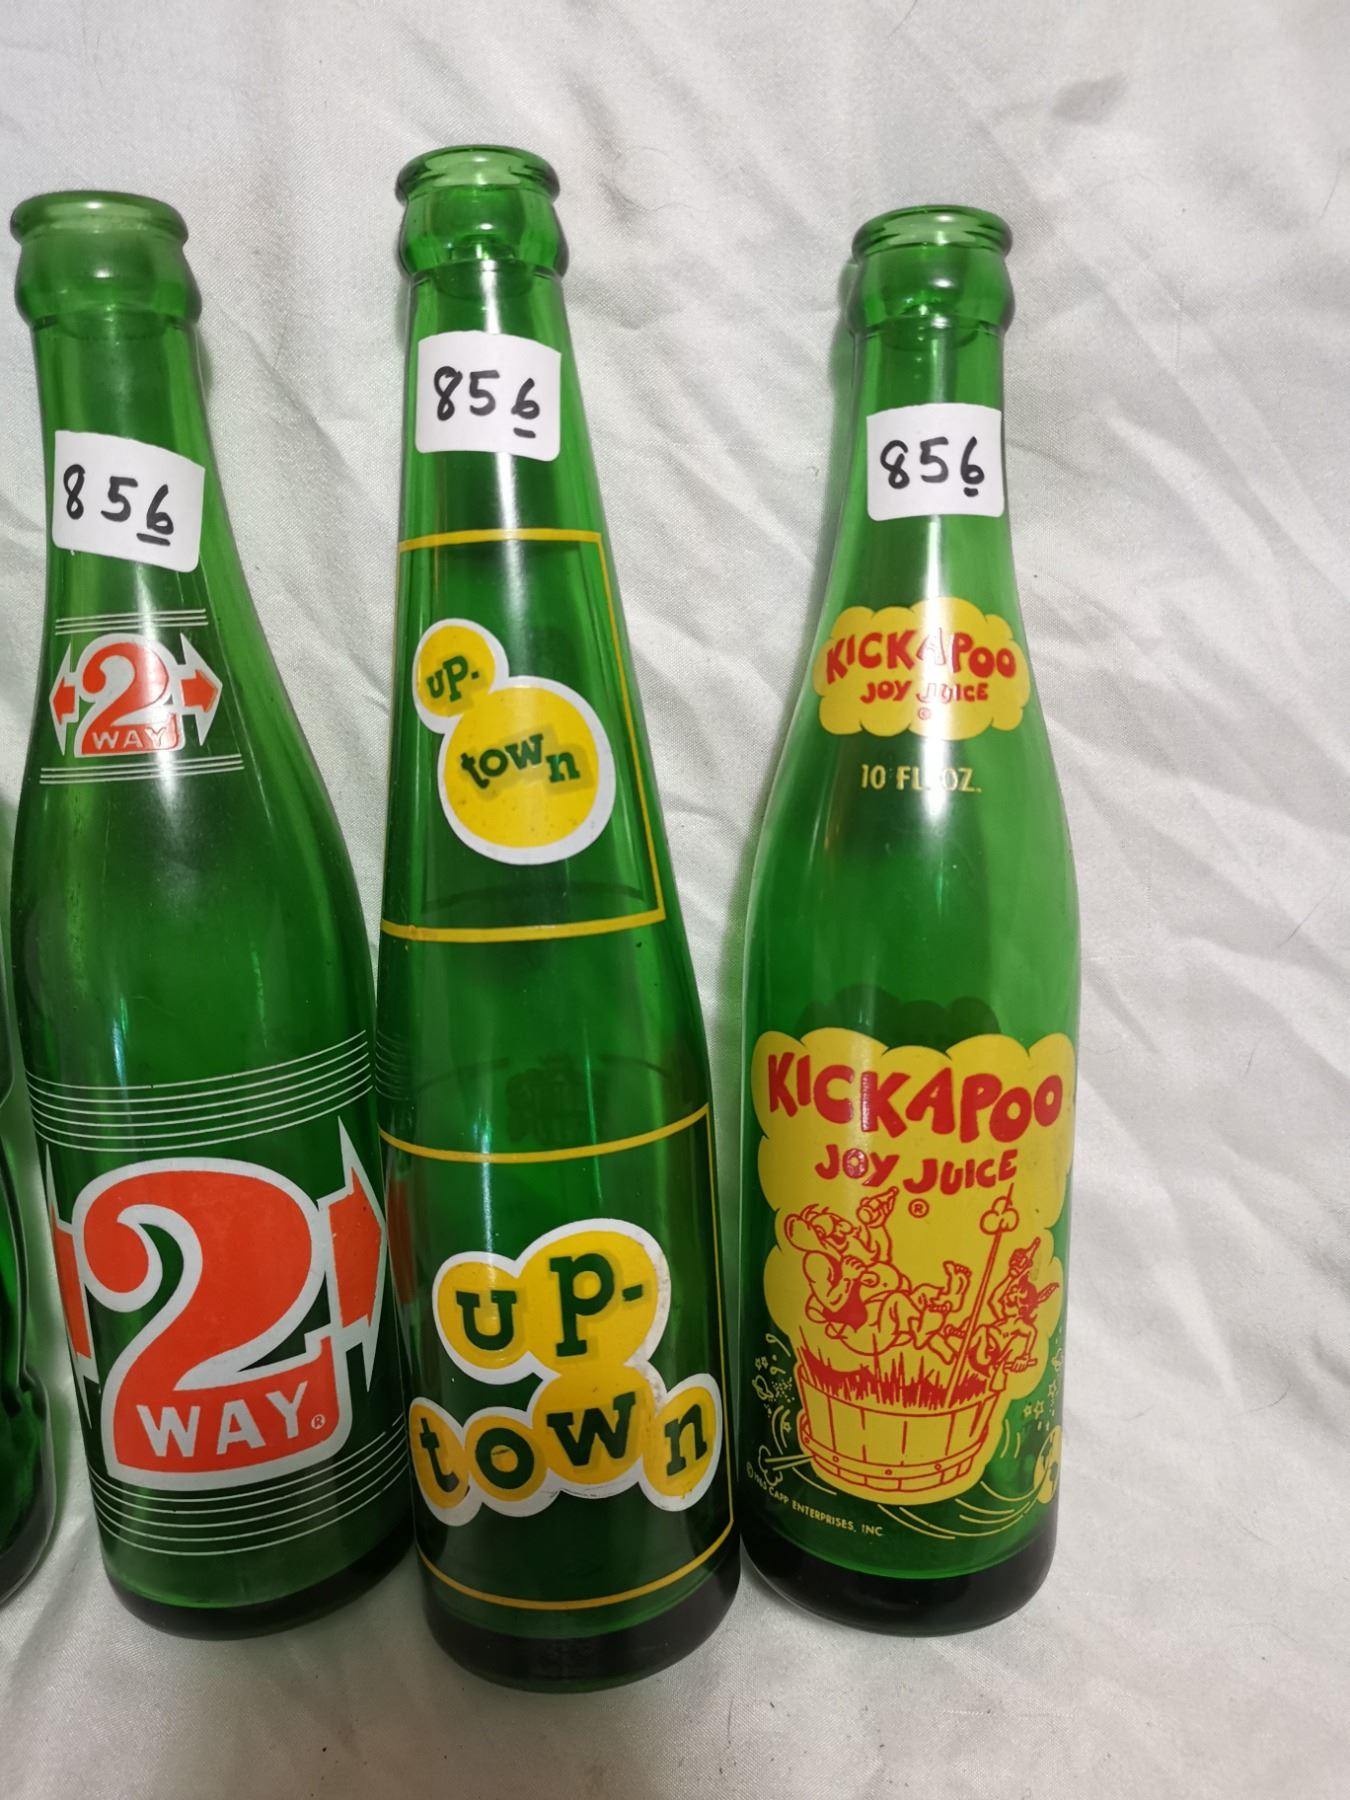 856
2
WAY
2
WAY®
856
up-
town
up-
town
856
KICKAPOO
JOY JUICE
®
10 FL. OZ.
KICKAPOO
JOY JUICE
®
© 1965 CAPP ENTERPRISES, INC